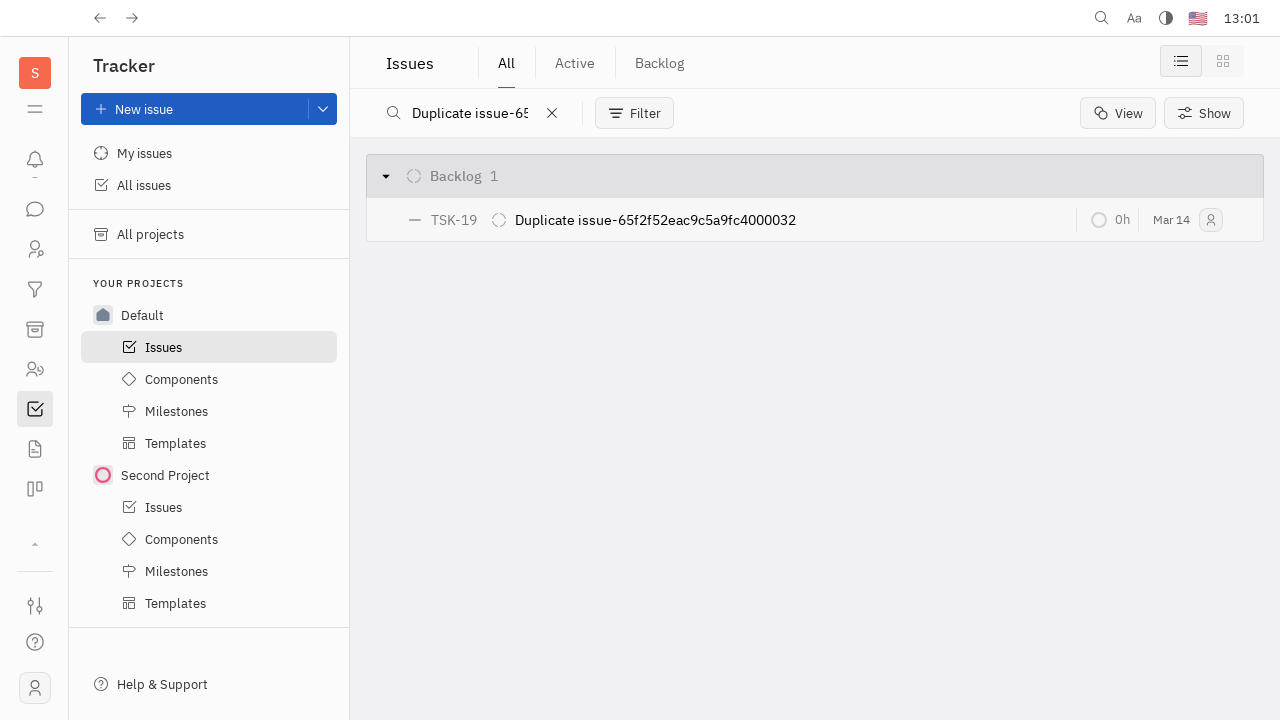 Aa
13:01
S
Tracker
New issue
My issues
All issues
All projects
YOUR PROJECTS
Default
Issues
Components
Milestones
Templates
Second Project
Issues
Components
Milestones
Templates
Help & Support
Issues
All
Active
Backlog
Duplicate issue-65
Filter
View
Show
Backlog 1
TSK-19 Duplicate issue-65f2f52eac9c5a9fc4000032 0h Mar 14